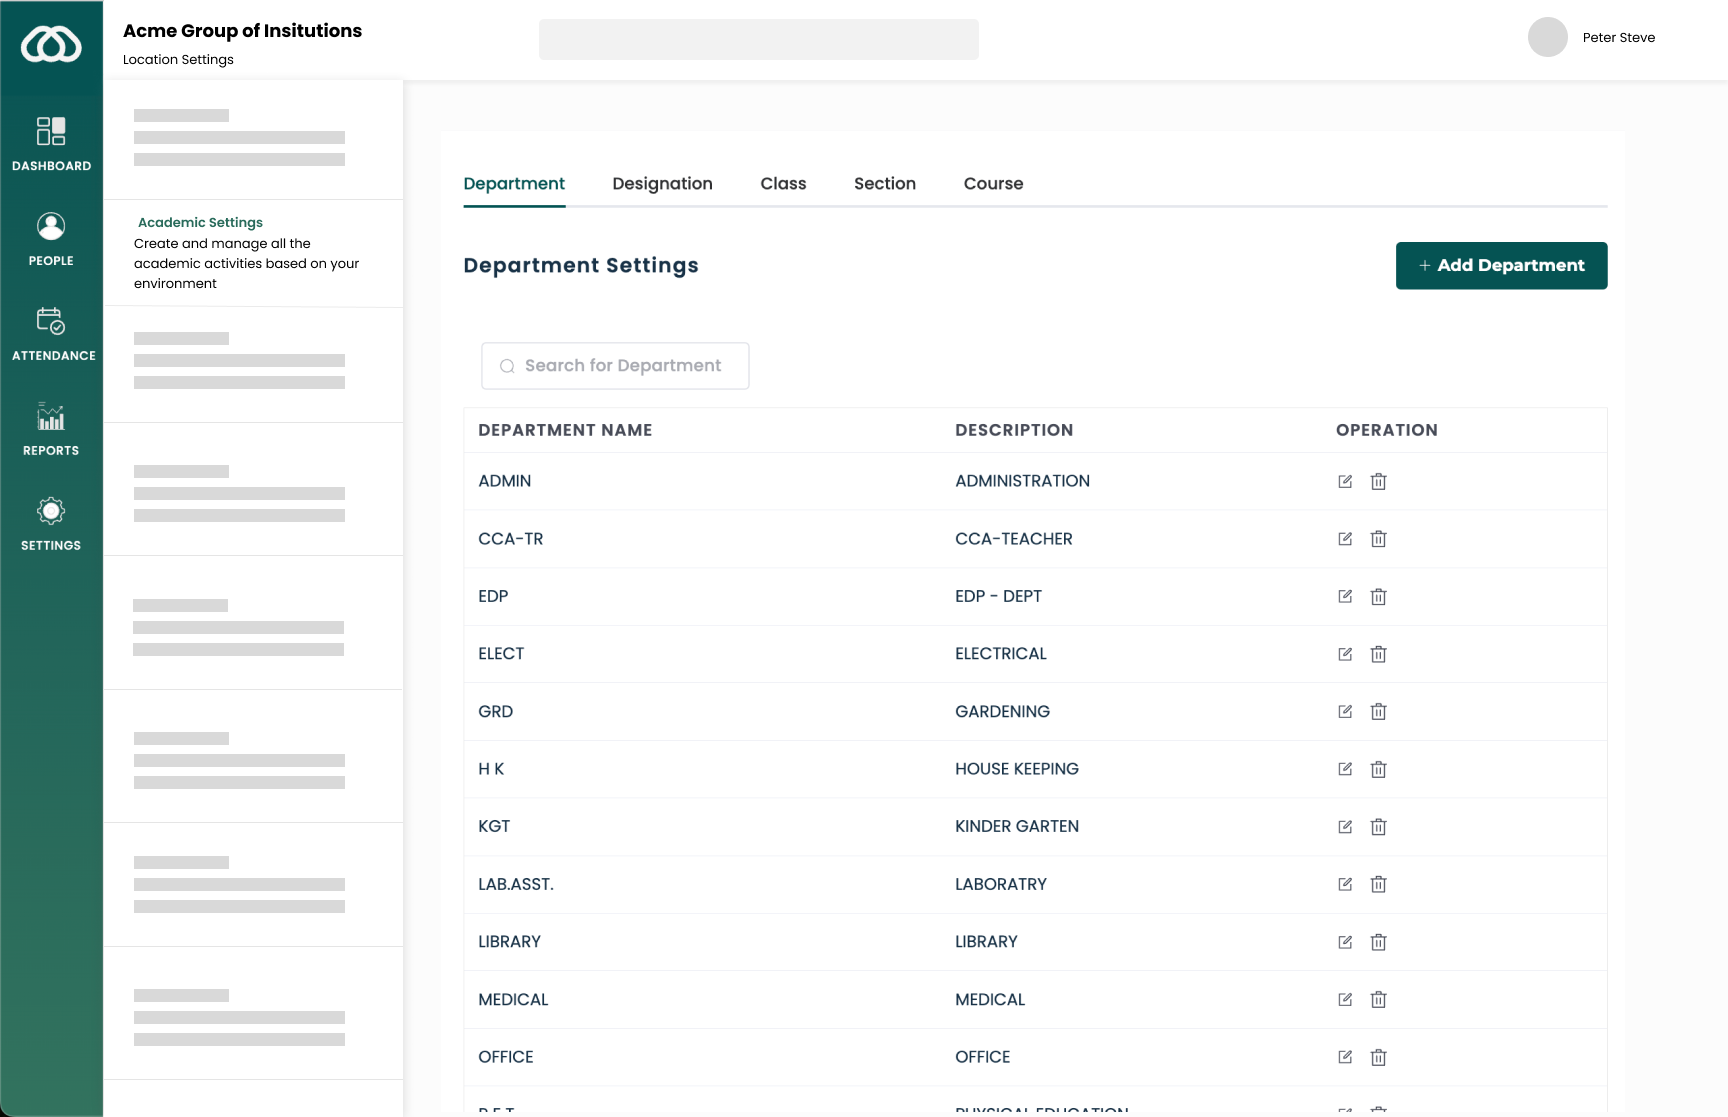 Acme Group of Insitutions
Location Settings
Peter Steve
DASHBOARD
PEOPLE
ATTENDANCE
REPORTS
SETTINGS
Academic Settings
Create and manage all the
academic activities based on your
environment
Department Designation Class Section Course
Department Settings
+ Add Department
Search for Department
DEPARTMENT NAME DESCRIPTION OPERATION
ADMIN ADMINISTRATION
CCA-TR CCA-TEACHER
EDP EDP - DEPT
ELECT ELECTRICAL
GRD GARDENING
H K HOUSE KEEPING
KGT KINDER GARTEN
LAB.ASST. LABORATRY
LIBRARY LIBRARY
MEDICAL MEDICAL
OFFICE OFFICE
PHYSICAL EDUCATION